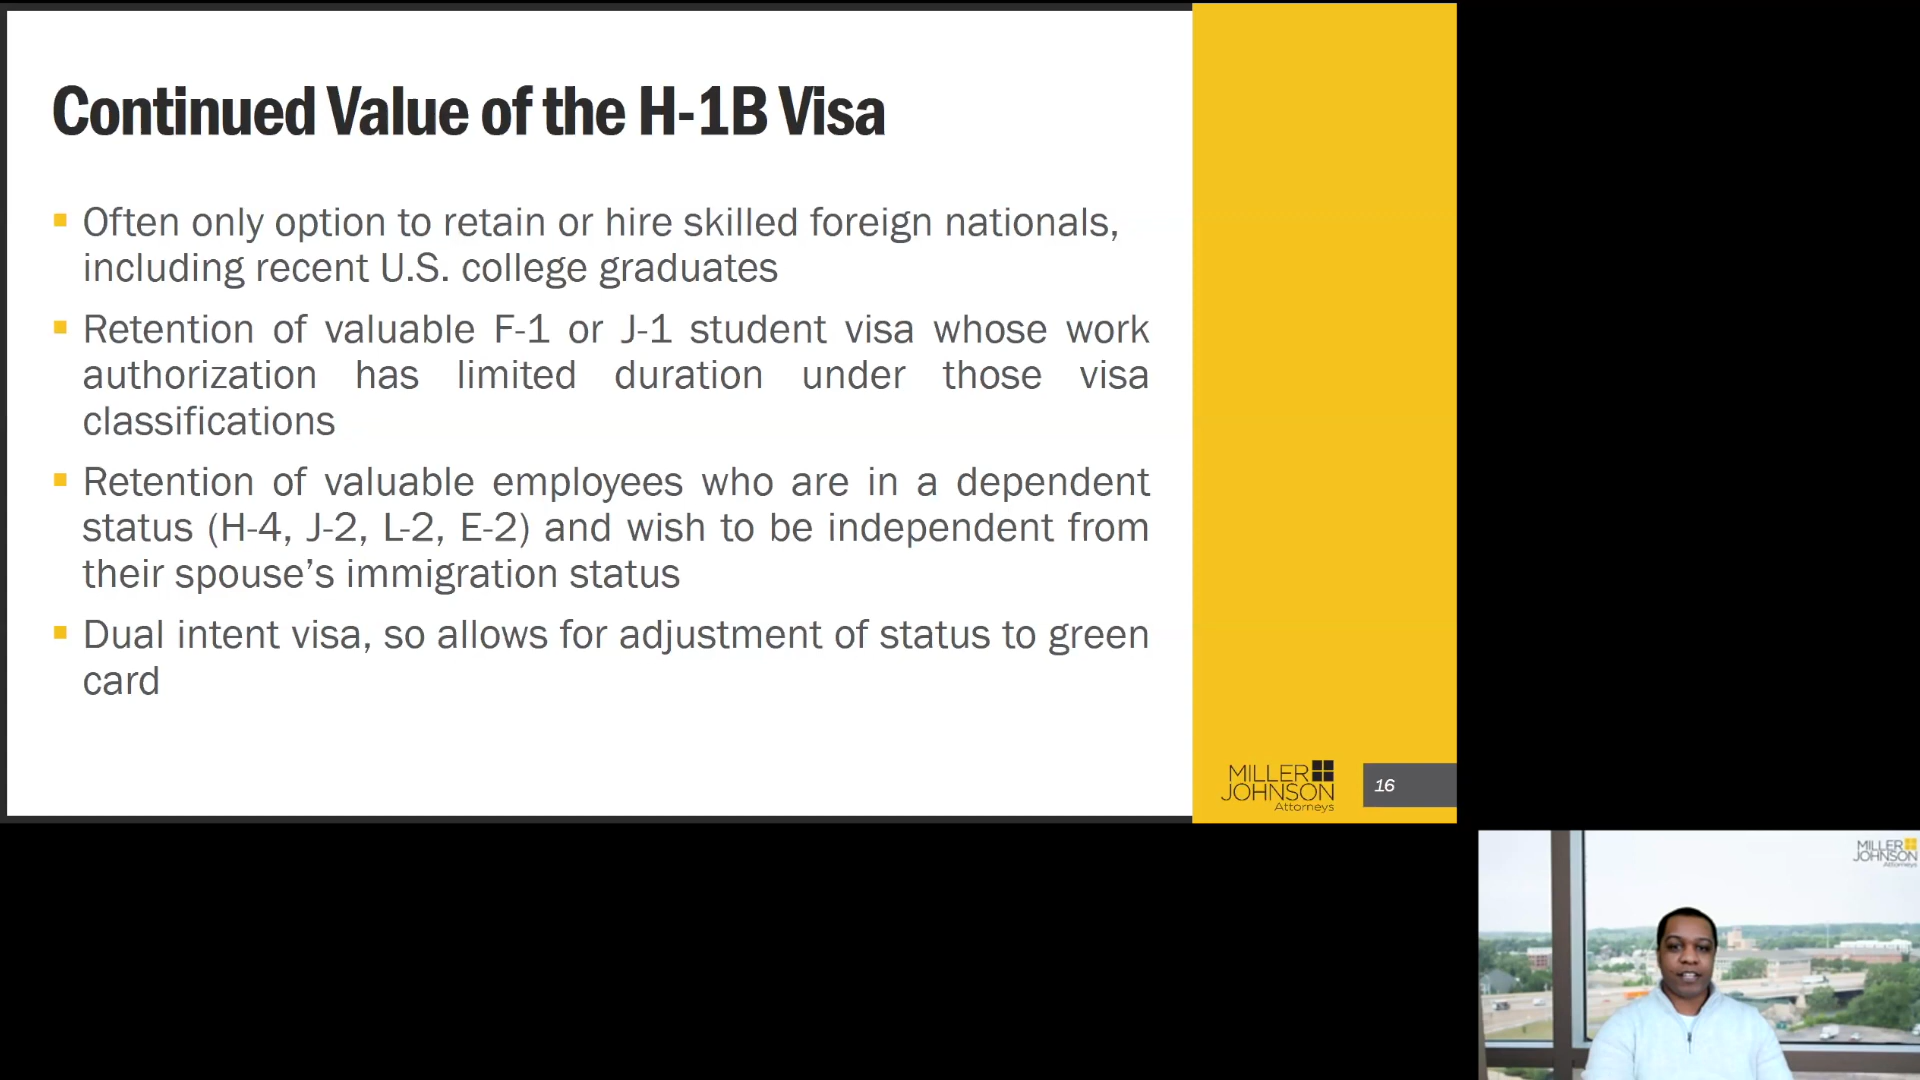 Continued Value of the H-1B Visa
Often only option to retain or hire skilled foreign nationals,
including recent U.S. college graduates
Retention of valuable F-1 or J-1 student visa whose work
authorization has limited duration under those visa
classifications
Retention of valuable employees who are in a dependent
status (H-4, J-2, L-2, E-2) and wish to be independent from
their spouse’s immigration status
Dual intent visa, so allows for adjustment of status to green
card
MILLER
JOHNSON
Attorneys
16
MILLER
JOHNSON
Attorneys